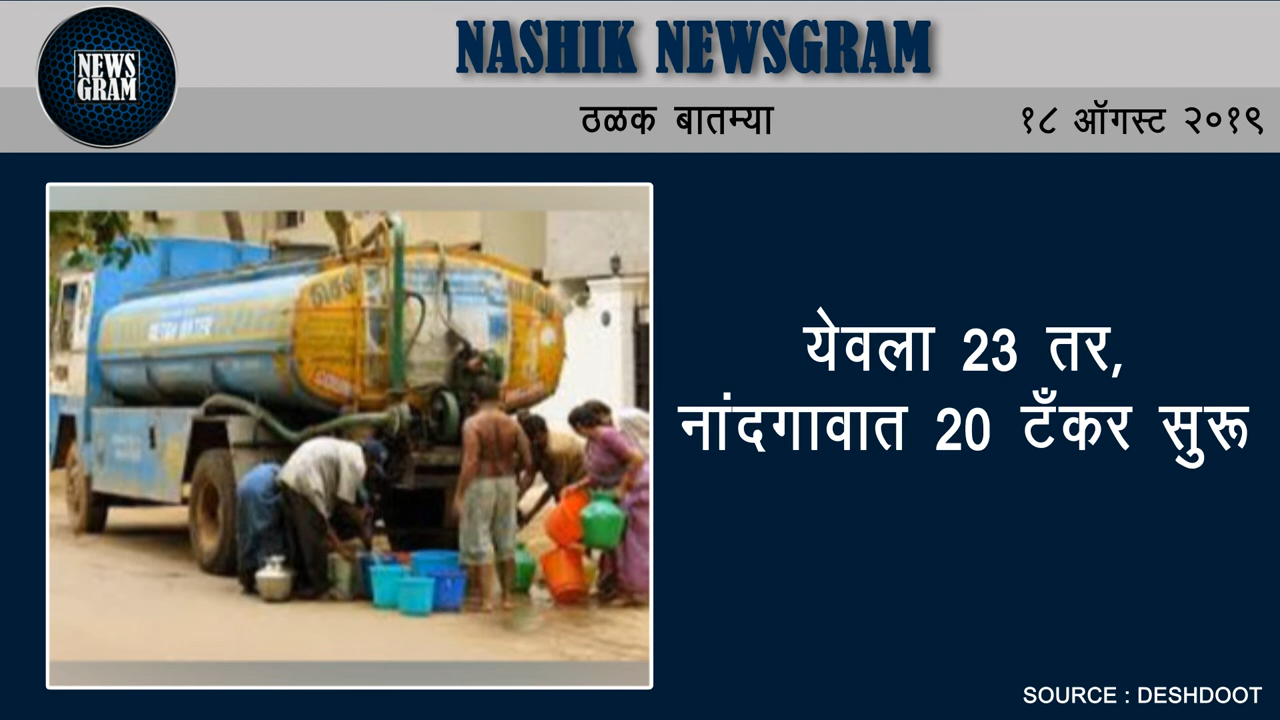 NEWS
GRAM
NASHIK NEWSGRAM
ठळक बातम्या
१८ ऑगस्ट २०१९
येवला 23 तर,
नांदगावात 20 टँकर सुरू
SOURCE : DESHDOOT